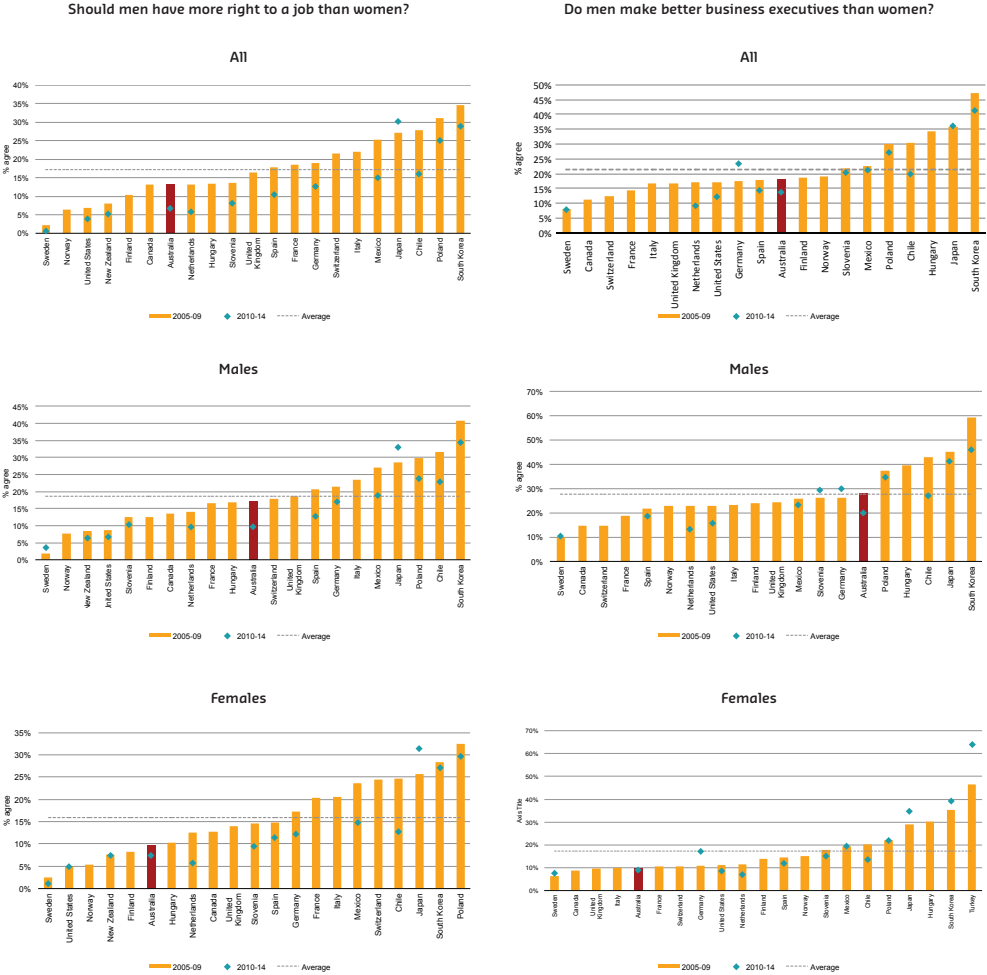 Should men have more right to a job than women?
All
40%
35%
30%
25%
20%
15%
10%
5%
0%
% agree
Sweden
Norway
United States
New Zealand
Finland
Canada
Australia
Netherlands
Hungary
Slovenia
United Kingdom
Spain
France
Germany
Switzerland
Italy
Mexico
Japan
Chile
Poland
South Korea
2005-09 2010-14 Average
Males
45%
40%
35%
30%
25%
20%
15%
10%
5%
0%
% agree
Sweden
Norway
New Zealand
United States
Slovenia
Finland
Canada
Netherlands
France
Hungary
Australia
Switzerland
United Kingdom
Spain
Germany
Italy
Mexico
Japan
Poland
Chile
South Korea
2005-09 2010-14 Average
Females
35%
30%
25%
20%
15%
10%
5%
0%
% agree
Sweden
United States
Norway
New Zealand
Finland
Australia
Hungary
Netherlands
Canada
United Kingdom
Slovenia
Spain
Germany
France
Italy
Mexico
Switzerland
Chile
Japan
South Korea
Poland
2005-09 2010-14 Average
Do men make better business executives than women?
All
50%
45%
40%
35%
30%
25%
20%
15%
10%
5%
0%
% agree
Sweden
Canada
Switzerland
France
Italy
United Kingdom
Netherlands
United States
Germany
Spain
Australia
Finland
Norway
Slovenia
Mexico
Poland
Chile
Hungary
Japan
South Korea
2005-09 2010-14 Average
Males
70%
60%
50%
40%
30%
20%
10%
0%
% agree
Sweden
Canada
Switzerland
France
Spain
Norway
Netherlands
United States
Italy
Finland
United Kingdom
Mexico
Slovenia
Germany
Australia
Poland
Hungary
Chile
Japan
South Korea
2005-09 2010-14 Average
Females
70%
60%
50%
40%
30%
20%
10%
0%
Axis Title
Sweden
Canada
United Kingdom
Italy
Australia
France
Switzerland
Germany
United States
Netherlands
Finland
Spain
Norway
Slovenia
Mexico
Chile
Poland
Japan
Hungary
South Korea
Turkey
2005-09 2010-14 Average